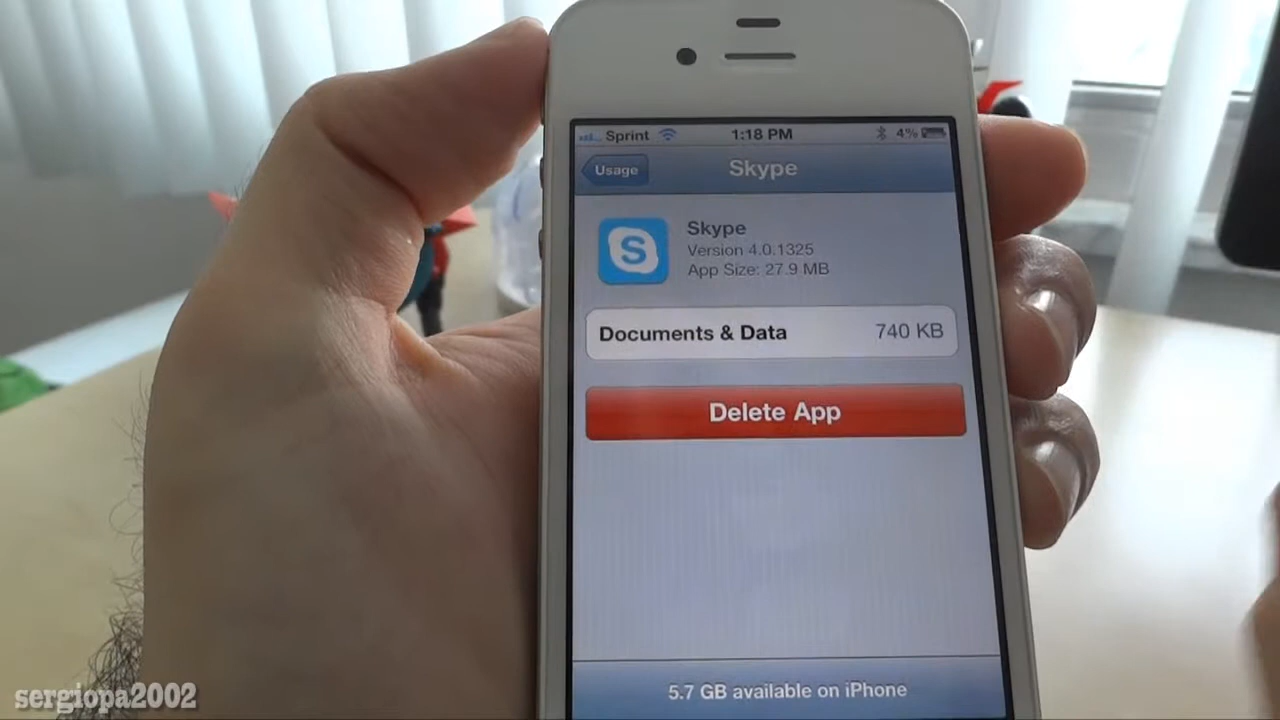 Sprint 1:18 PM 4%
Usage Skype
S
Skype
Version 4.0.1325
App Size: 27.9 MB
Documents & Data 740 KB
Delete App
5.7 GB available on iPhone
sergiopa2002